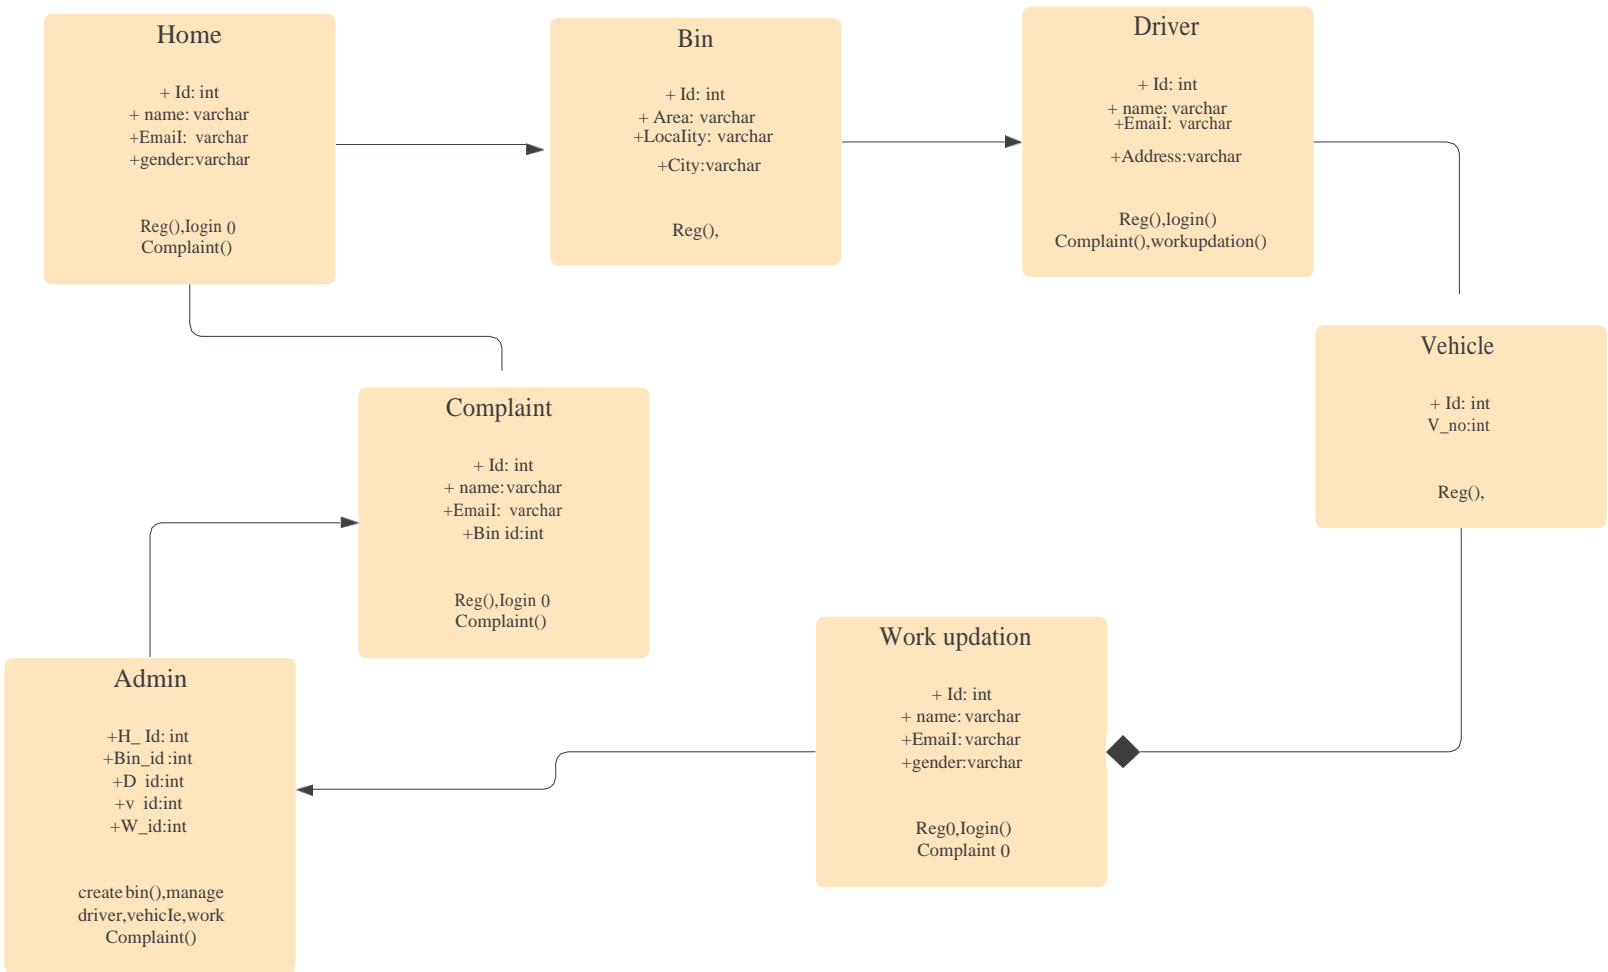 Home
+ Id: int
+ name: varchar
+Email: varchar
+gender:varchar
Reg(),login ()
Complaint()
Bin
+ Id: int
+ Area: varchar
+Locality: varchar
+City:varchar
Reg(),
Driver
+ Id: int
+ name: varchar
+Email: varchar
+Address:varchar
Reg(),login()
Complaint(),workupdation()
Vehicle
+ Id: int
V_no:int
Reg(),
Complaint
+ Id: int
+ name:varchar
+Email: varchar
+Bin id:int
Reg(),login ()
Complaint()
Work updation
+ Id: int
+ name: varchar
+Email: varchar
+gender:varchar
Reg(),login()
Complaint ()
Admin
+H_ Id: int
+Bin_id :int
+D id:int
+v id:int
+W_id:int
create bin(),manage
driver,vehicle,work
Complaint()